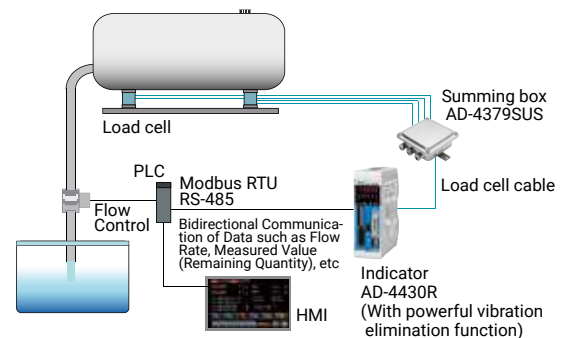 Load cell
Summing box
AD-4379SUS
PLC
Modbus RTU
RS-485
Load cell cable
Flow
Control
Bidirectional Communica-
tion of Data such as Flow
Rate, Measured Value
(Remaining Quantity), etc
Indicator
AD-4430R
(With powerful vibration
elimination function)
HMI